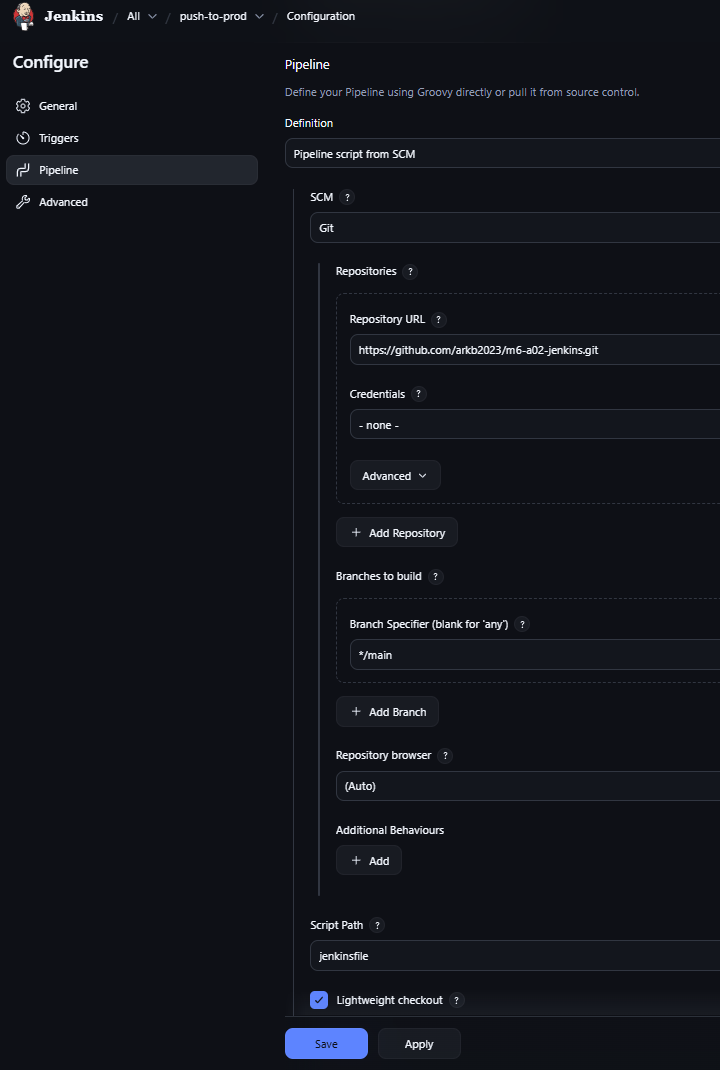 Jenkins / All / push-to-prod / Configuration
Configure
General
Triggers
Pipeline
Advanced
Pipeline
Define your Pipeline using Groovy directly or pull it from source control.
Definition
Pipeline script from SCM
SCM ?
Git
Repositories ?
Repository URL ?
https://github.com/arkb2023/m6-a02-jenkins.git
Credentials ?
- none -
Advanced
+ Add Repository
Branches to build ?
Branch Specifier (blank for 'any') ?
*/main
+ Add Branch
Repository browser ?
(Auto)
Additional Behaviours
+ Add
Script Path ?
jenkinsfile
Lightweight checkout ?
Save Apply